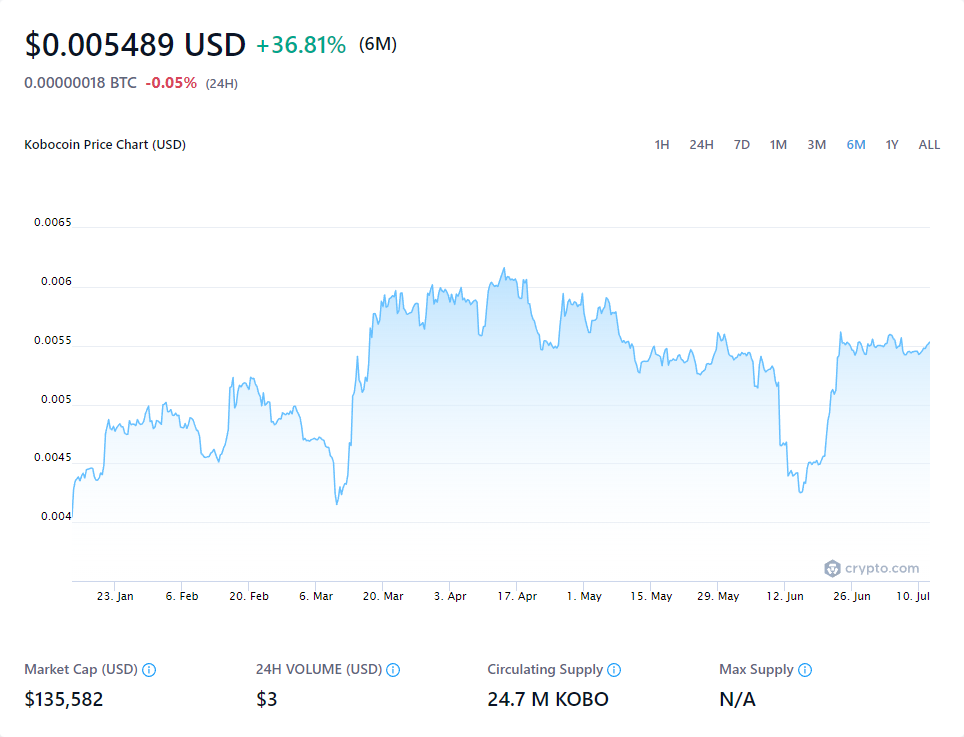 $0.005489 USD +36.81% (6M)
0.00000018 BTC -0.05% (24H)
Kobocoin Price Chart (USD) 1H 24H 7D 1M 3M 6M 1Y ALL
0.0065
0.006
0.0055
0.005
0.0045
0.004
crypto.com
23. Jan 6. Feb 20. Feb 6. Mar 20. Mar 3. Apr 17. Apr 1. May 15. May 29. May 12. Jun 26. Jun 10. Jul
Market Cap (USD) 24H VOLUME (USD) Circulating Supply Max Supply
$135,582 $3 24.7 M KOBO N/A